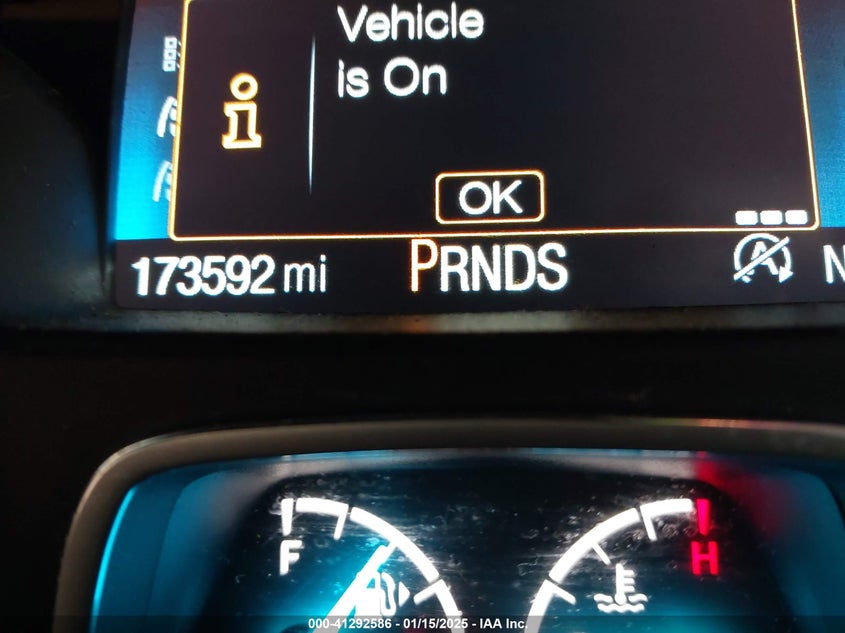 Vehicle
is On
i
OK
173592 mi
PRNDS
A
N
F
H
000-41292586 - 01/15/2025 - IAA Inc.